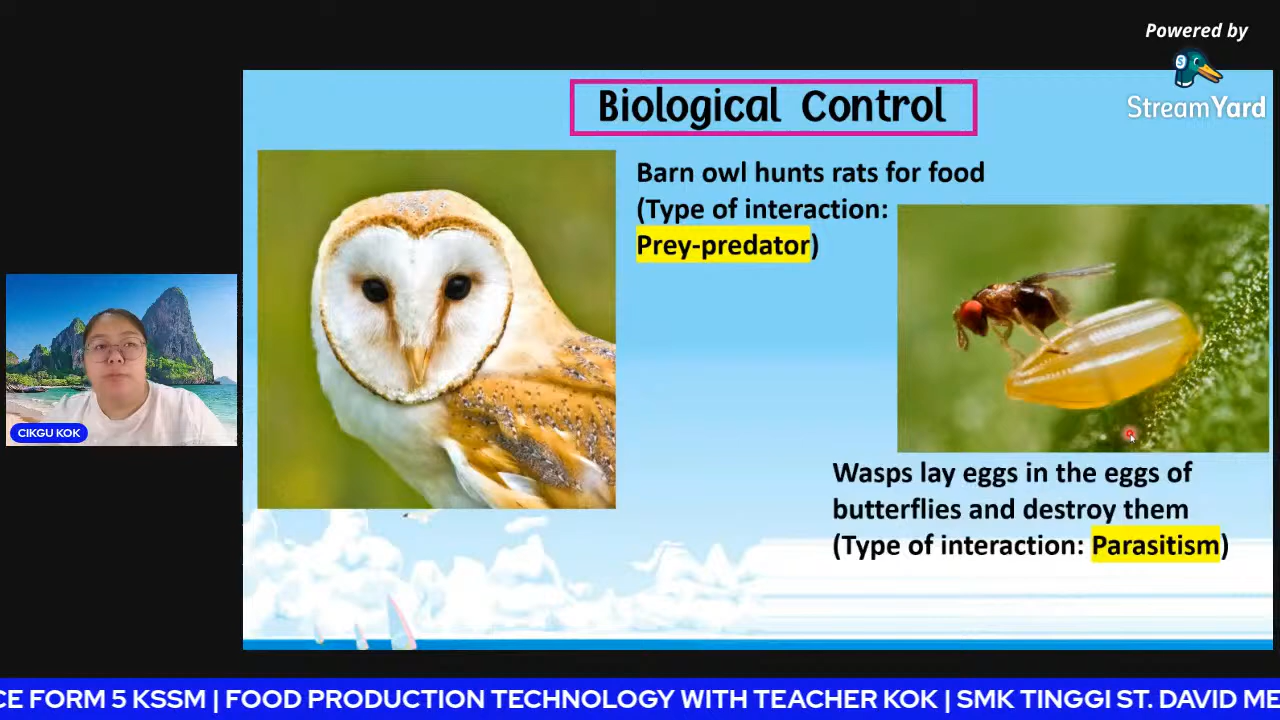 Powered by
StreamYard
Biological Control
Barn owl hunts rats for food
(Type of interaction:
Prey-predator)
Wasps lay eggs in the eggs of
butterflies and destroy them
(Type of interaction: Parasitism)
CIKGU KOK
CE FORM 5 KSSM | FOOD PRODUCTION TECHNOLOGY WITH TEACHER KOK | SMK TINGGI ST. DAVID ME